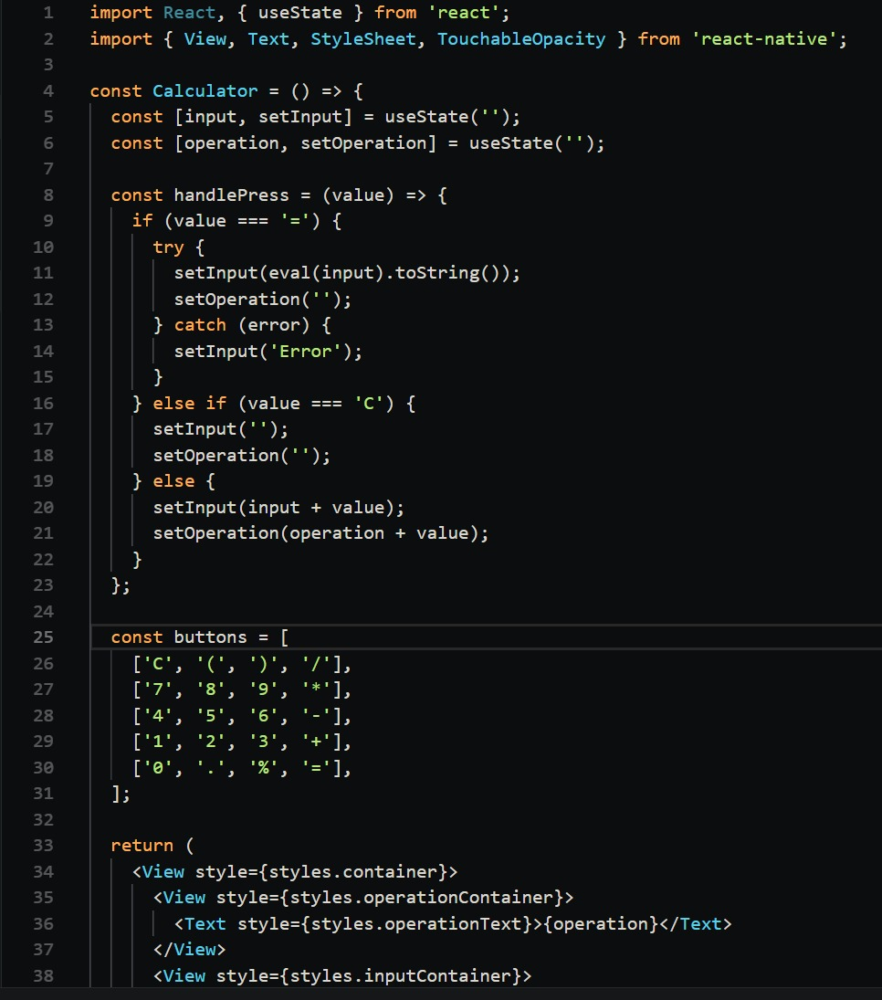 1 import React, { useState } from 'react';
2 import { View, Text, StyleSheet, TouchableOpacity } from 'react-native';
3
4 const Calculator = () => {
5   const [input, setInput] = useState('');
6   const [operation, setOperation] = useState('');
7
8   const handlePress = (value) => {
9     if (value === '=') {
10       try {
11         setInput(eval(input).toString());
12         setOperation('');
13       } catch (error) {
14         setInput('Error');
15       }
16     } else if (value === 'C') {
17       setInput('');
18       setOperation('');
19     } else {
20       setInput(input + value);
21       setOperation(operation + value);
22     }
23   };
24
25   const buttons = [
26     ['C', '(', ')', '/'],
27     ['7', '8', '9', '*'],
28     ['4', '5', '6', '-'],
29     ['1', '2', '3', '+'],
30     ['0', '.', '%', '='],
31   ];
32
33   return (
34     <View style={styles.container}>
35       <View style={styles.operationContainer}>
36         <Text style={styles.operationText}>{operation}</Text>
37       </View>
38       <View style={styles.inputContainer}>